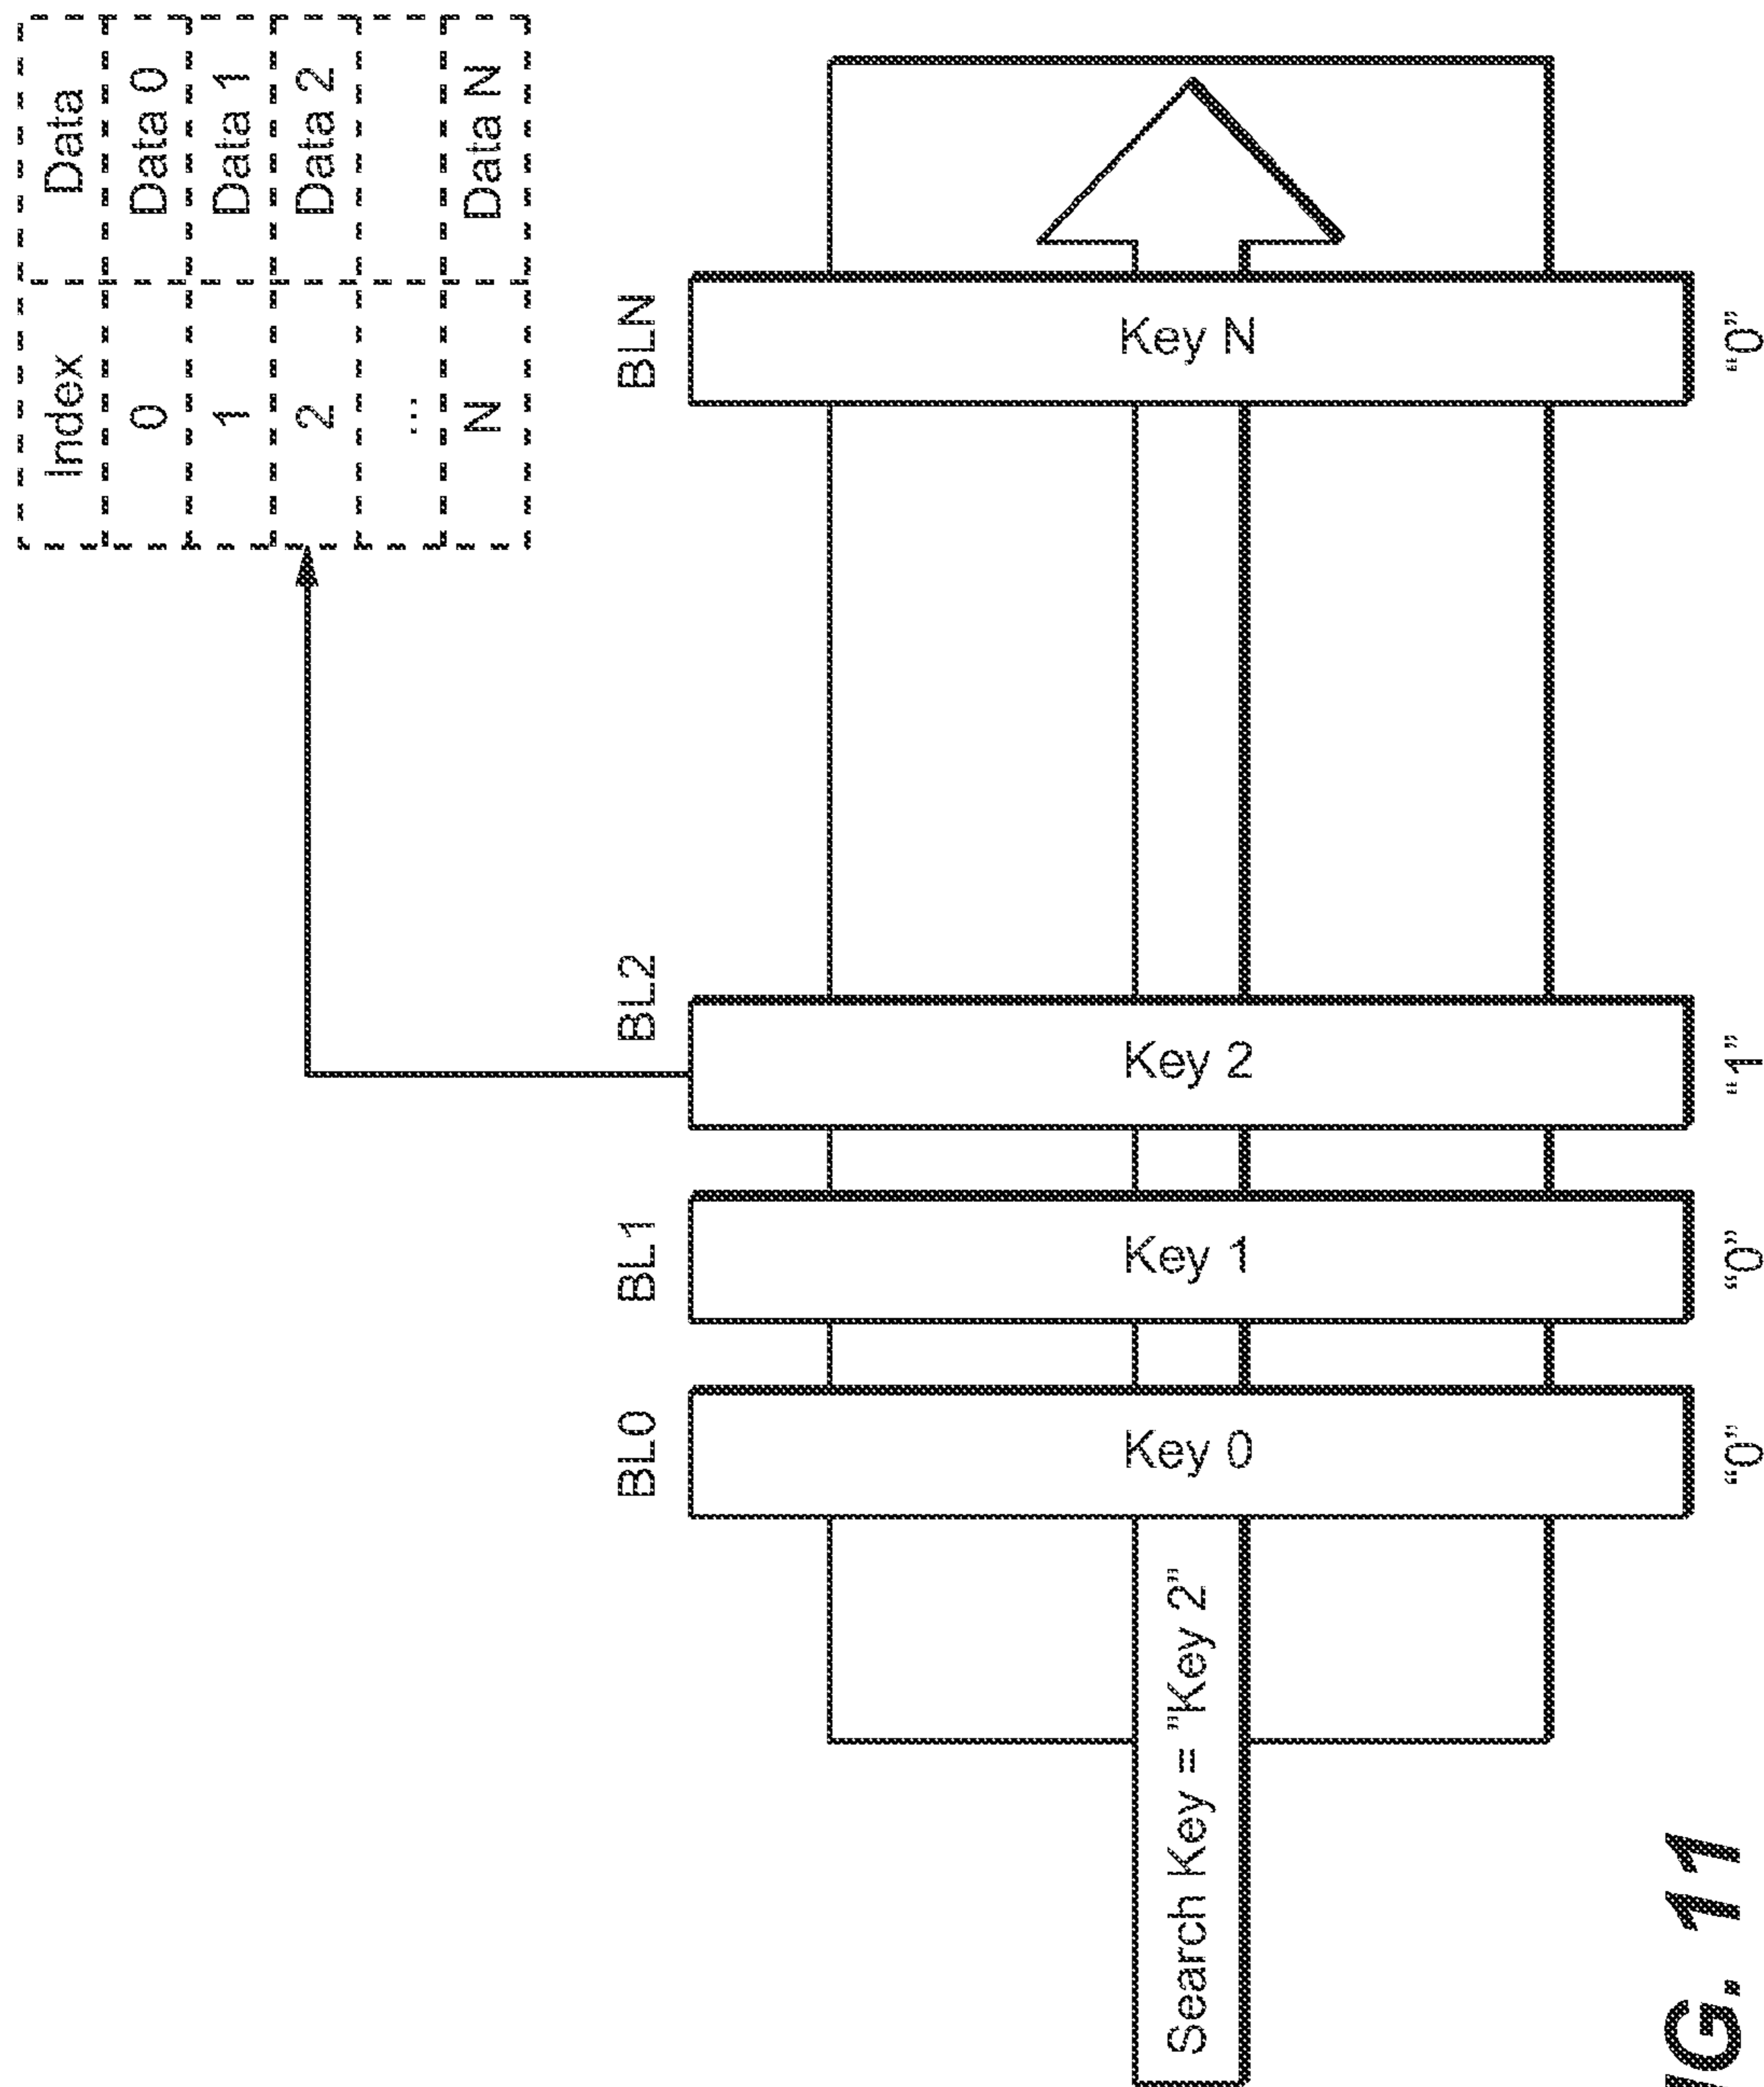 Index Data
0 Data 0
1 Data 1
2 Data 2
...
N Data N
BL0 BL1 BL2 BLN
Search Key = "Key 2"
Key 0 Key 1 Key 2 Key N
“0” “0” “1” “0”
IG. 11